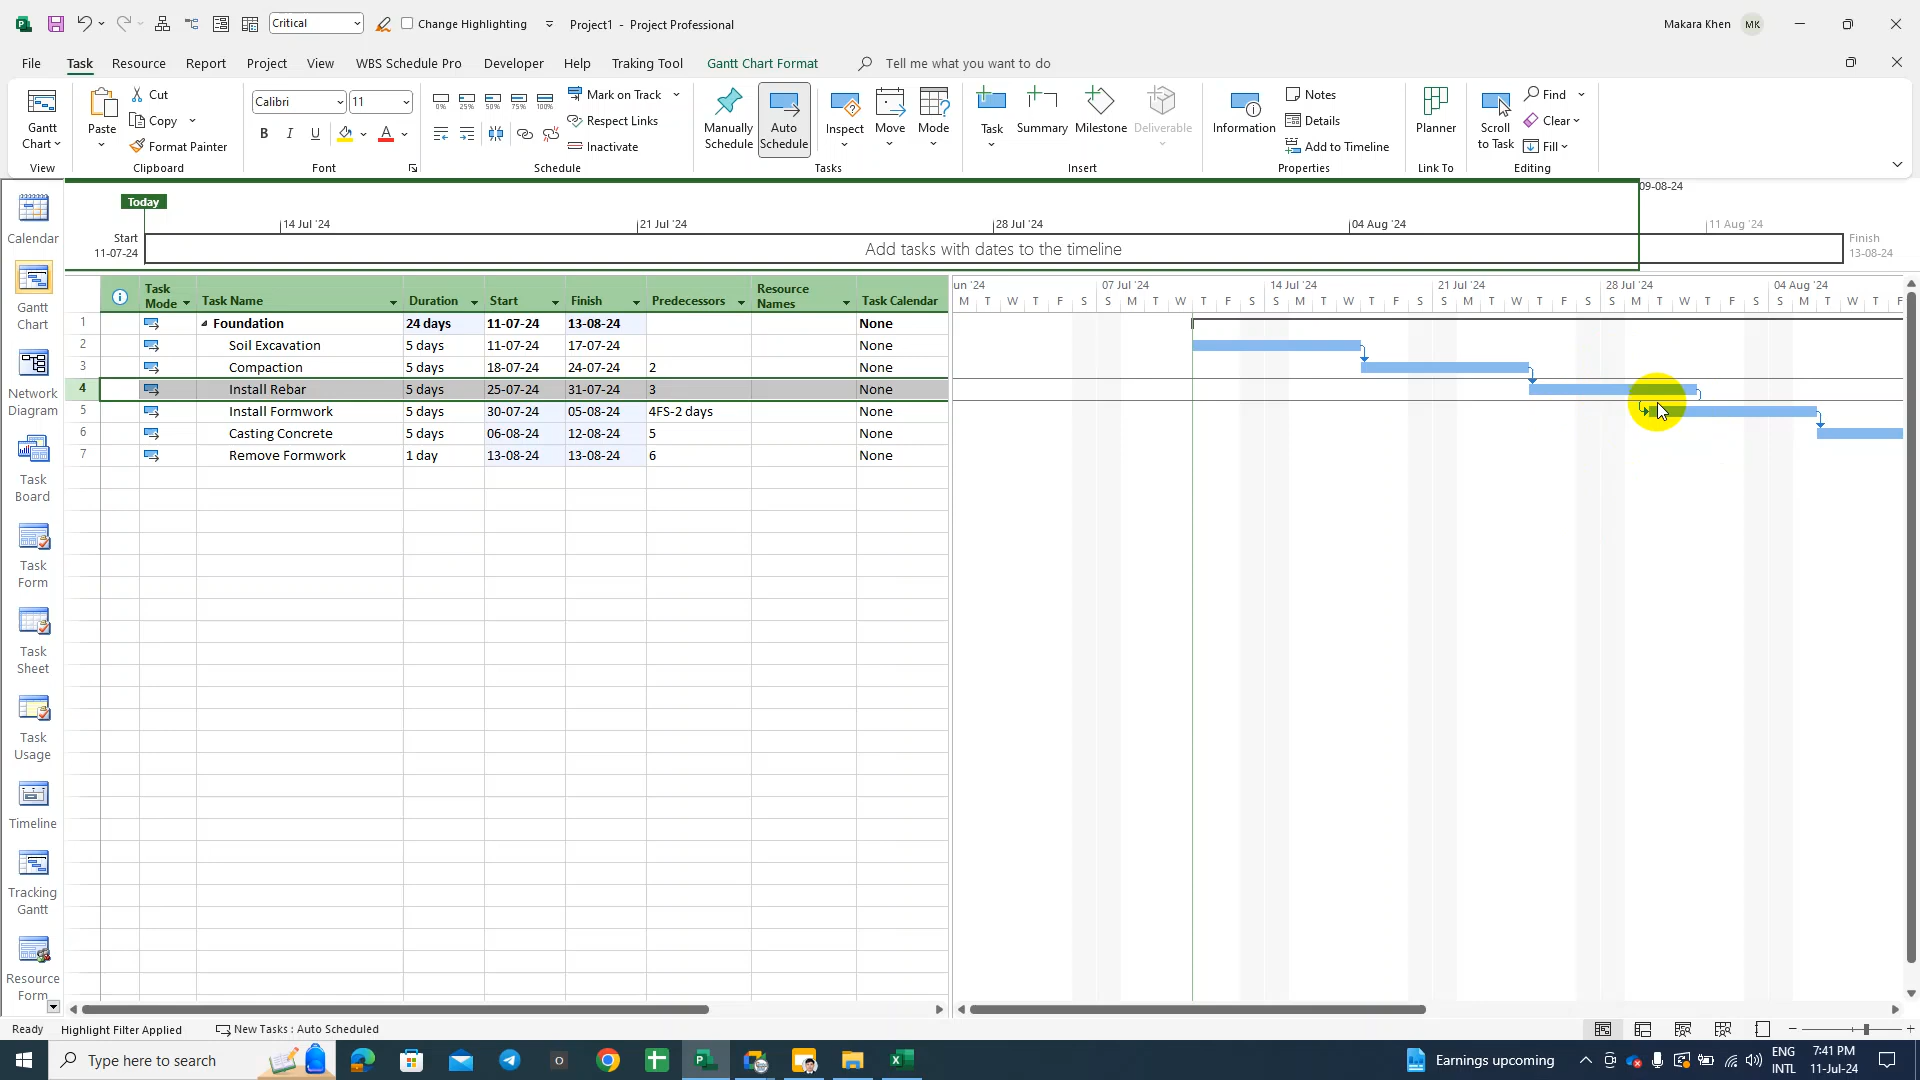 Critical Change Highlighting Project1 - Project Professional Makara Khen MK
File Task Resource Report Project View WBS Schedule Pro Developer Help Traking Tool Gantt Chart Format Tell me what you want to do
Gantt Chart
View
Paste
Cut
Copy
Format Painter
Clipboard
Calibri 11
B I U A
Font
0% 25% 50% 75% 100%
Mark on Track
Respect Links
Inactivate
Schedule
Manually Schedule
Auto Schedule
Inspect
Move
Mode
Tasks
Task
Summary
Milestone
Deliverable
Insert
Information
Notes
Details
Add to Timeline
Properties
Planner
Link To
Scroll to Task
Find
Clear
Fill
Editing
Today
09-08-24
14 Jul '24 21 Jul '24 28 Jul '24 04 Aug '24 11 Aug '24
Start
11-07-24
Add tasks with dates to the timeline
Finish
13-08-24
Calendar
Gantt Chart
Network Diagram
Task Board
Task Form
Task Sheet
Task Usage
Timeline
Tracking Gantt
Resource Form
Task Mode Task Name Duration Start Finish Predecessors Resource Names Task Calendar
1 Foundation 24 days 11-07-24 13-08-24 None
2 Soil Excavation 5 days 11-07-24 17-07-24 None
3 Compaction 5 days 18-07-24 24-07-24 2 None
4 Install Rebar 5 days 25-07-24 31-07-24 3 None
5 Install Formwork 5 days 30-07-24 05-08-24 4FS-2 days None
6 Casting Concrete 5 days 06-08-24 12-08-24 5 None
7 Remove Formwork 1 day 13-08-24 13-08-24 6 None
un '24 07 Jul '24 14 Jul '24 21 Jul '24 28 Jul '24 04 Aug '24
M T W T F S S M T W T F S S M T W T F S S M T W T F S S M T W T F S S M T W T F
Ready Highlight Filter Applied New Tasks : Auto Scheduled
Type here to search
Earnings upcoming
ENG
INTL
7:41 PM
11-Jul-24